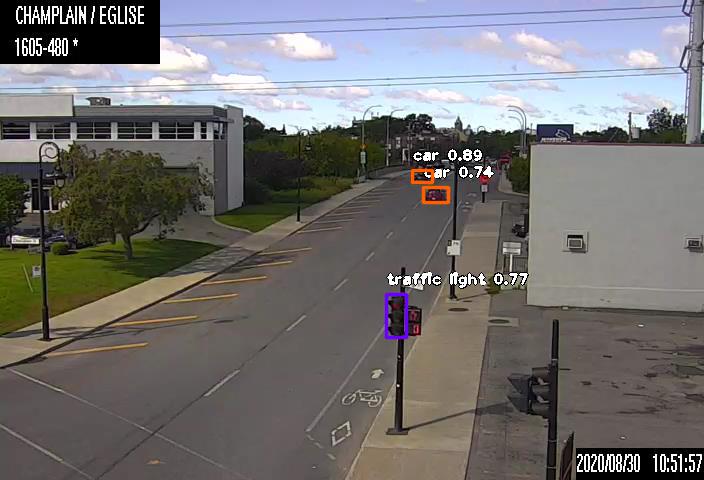 CHAMPLAIN / EGLISE
1605-480 *
car 0.89
car 0.74
traffic light 0.77
2020/08/30 10:51:57